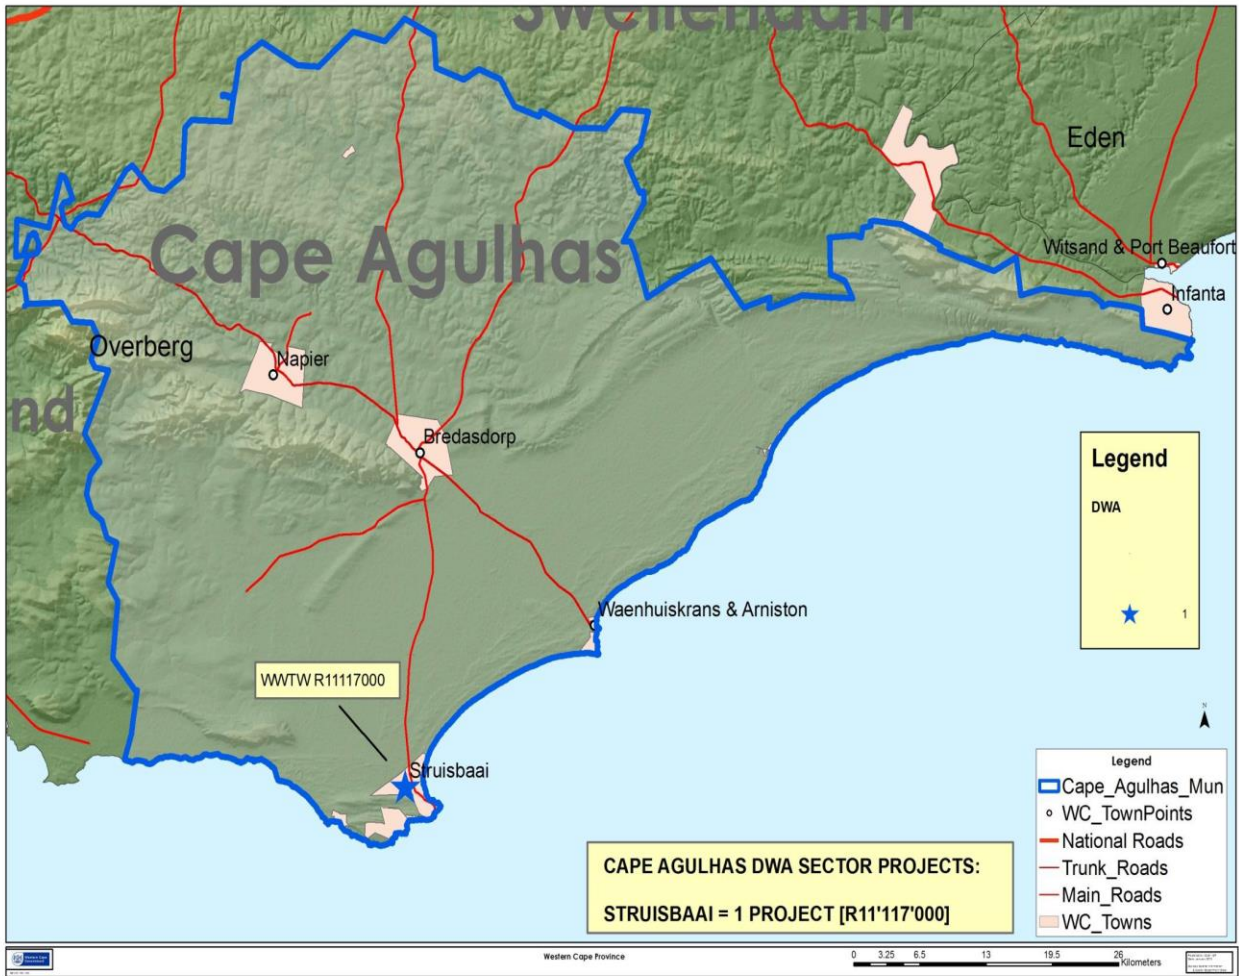 Swellendam
Eden
Cape Agulhas
Witsand & Port Beaufort
Infanta
Overberg
Napier
nd
Bredasdorp
Legend
DWA
1
Waenhuiskrans & Arniston
WWTW R11117000
N
Struisbaai
Legend
Cape_Agulhas_Mun
WC_TownPoints
National Roads
Trunk_Roads
Main_Roads
WC_Towns
CAPE AGULHAS DWA SECTOR PROJECTS:
STRUISBAAI = 1 PROJECT [R11'117'000]
Western Cape Province
0 3.25 6.5 13 19.5 26
Kilometers